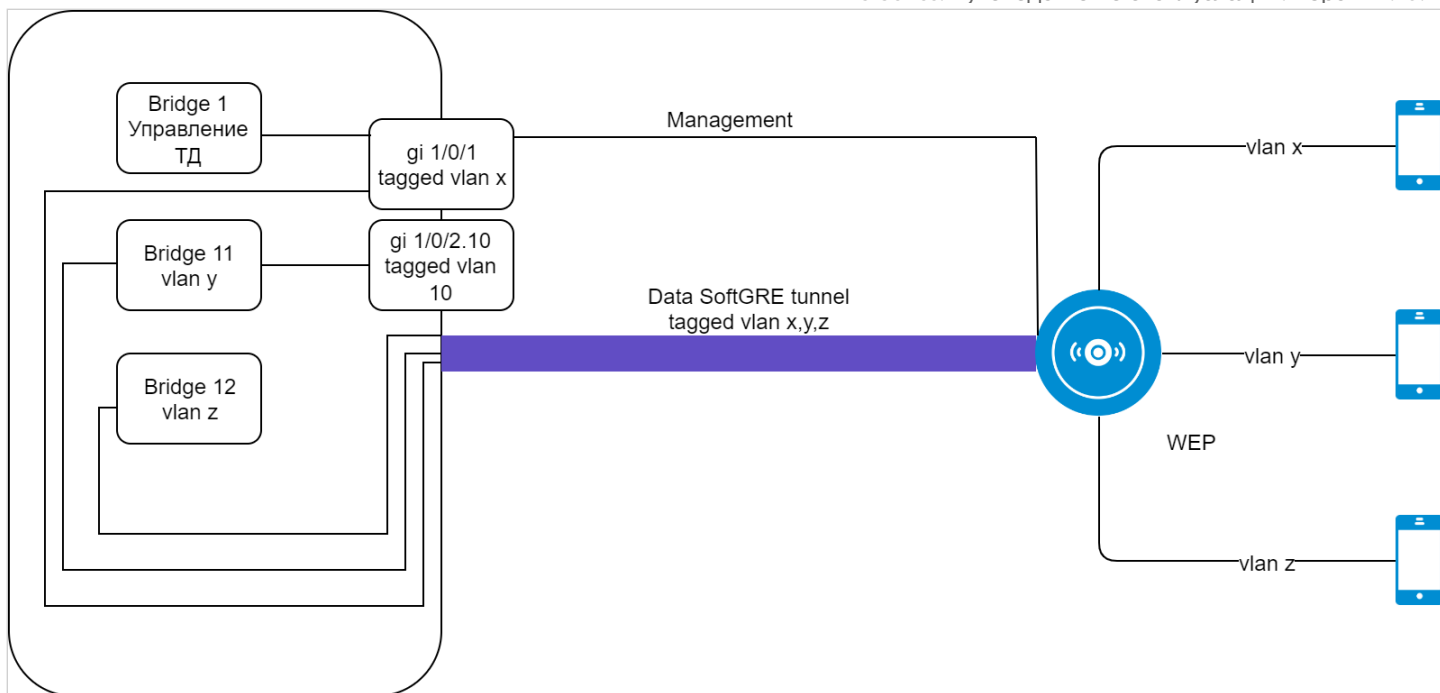 Bridge 1
Управление
ТД
gi 1/0/1
tagged vlan x
Management
vlan x
Bridge 11
vlan y
gi 1/0/2.10
tagged vlan
10
Data SoftGRE tunnel
tagged vlan x,y,z
vlan y
Bridge 12
vlan z
WEP
vlan z